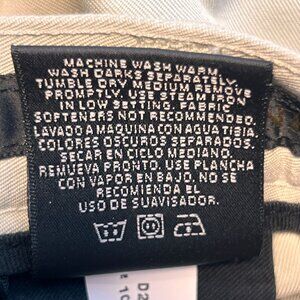 MACHINE WASH WARM.
WASH DARKS SEPARATELY.
TUMBLE DRY MEDIUM REMOVE
PROMPTLY. USE STEAM IRON
IN LOW SETTING. FABRIC
SOFTENERS NOT RECOMMENDED.
LAVADO A MAQUINA CON AGUA TIBIA.
COLORES OSCUROS SEPARADOS.
SECAR EN CICLO MEDIANO.
REMUEVA PRONTO. USE PLANCHA
CON VAPOR EN BAJO. NO SE
RECOMIENDA EL
USO DE SUAVISADOR.
D2
10